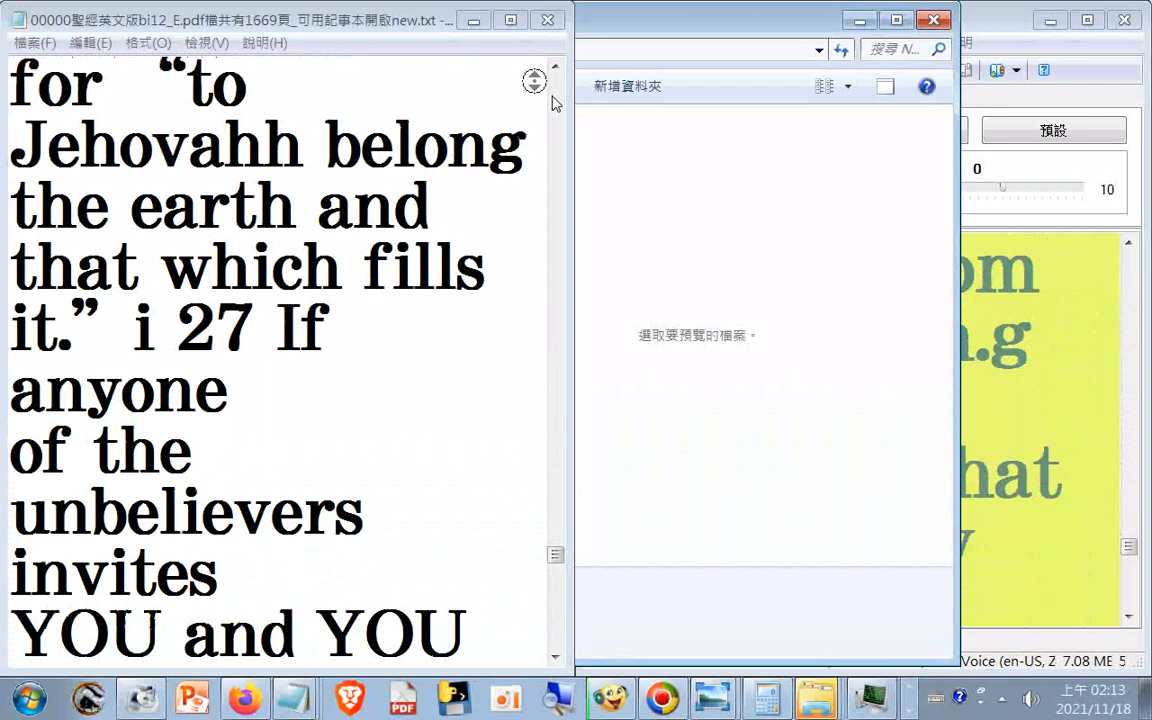 00000聖經英文版bi12_E.pdf檔共有1669頁_可用記事本開啟new.txt -...
檔案(F) 編輯(E) 格式(O) 檢視(V) 說明(H)
for “to
Jehovahh belong
the earth and
that which fills
it.” i 27 If
anyone
of the
unbelievers
invites
YOU and YOU
搜尋 N...
新增資料夾
選取要預覽的檔案。
明
預設
0
10
om
n.g
hat
y
Voice (en-US, Z 7.08 ME 5
上午 02:13
2021/11/18